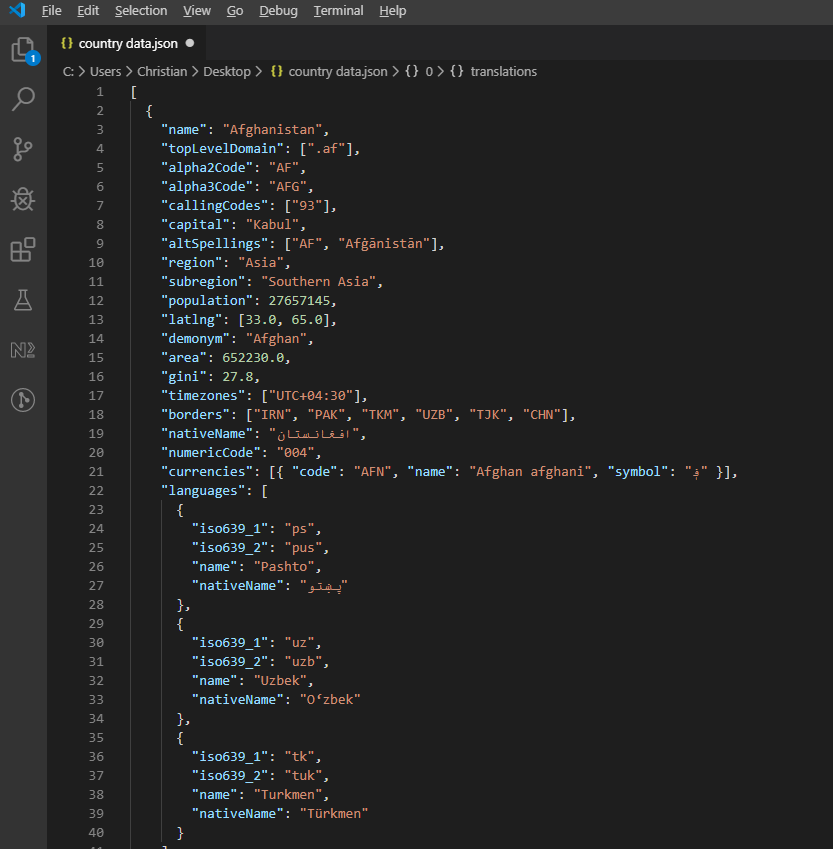 File Edit Selection View Go Debug Terminal Help
{} country data.json ●
1
C: > Users > Christian > Desktop > {} country data.json > {} 0 > {} translations
1 [
2 {
3 "name": "Afghanistan",
4 "topLevelDomain": [".af"],
5 "alpha2Code": "AF",
6 "alpha3Code": "AFG",
7 "callingCodes": ["93"],
8 "capital": "Kabul",
9 "altSpellings": ["AF", "Afġānistān"],
10 "region": "Asia",
11 "subregion": "Southern Asia",
12 "population": 27657145,
13 "latlng": [33.0, 65.0],
14 "demonym": "Afghan",
15 "area": 652230.0,
16 "gini": 27.8,
17 "timezones": ["UTC+04:30"],
18 "borders": ["IRN", "PAK", "TKM", "UZB", "TJK", "CHN"],
19 "nativeName": "افغانستان",
20 "numericCode": "004",
21 "currencies": [{ "code": "AFN", "name": "Afghan afghani", "symbol": "؋" }],
22 "languages": [
23 {
24 "iso639_1": "ps",
25 "iso639_2": "pus",
26 "name": "Pashto",
27 "nativeName": "پښتو"
28 },
29 {
30 "iso639_1": "uz",
31 "iso639_2": "uzb",
32 "name": "Uzbek",
33 "nativeName": "Oʻzbek"
34 },
35 {
36 "iso639_1": "tk",
37 "iso639_2": "tuk",
38 "name": "Turkmen",
39 "nativeName": "Türkmen"
40 }